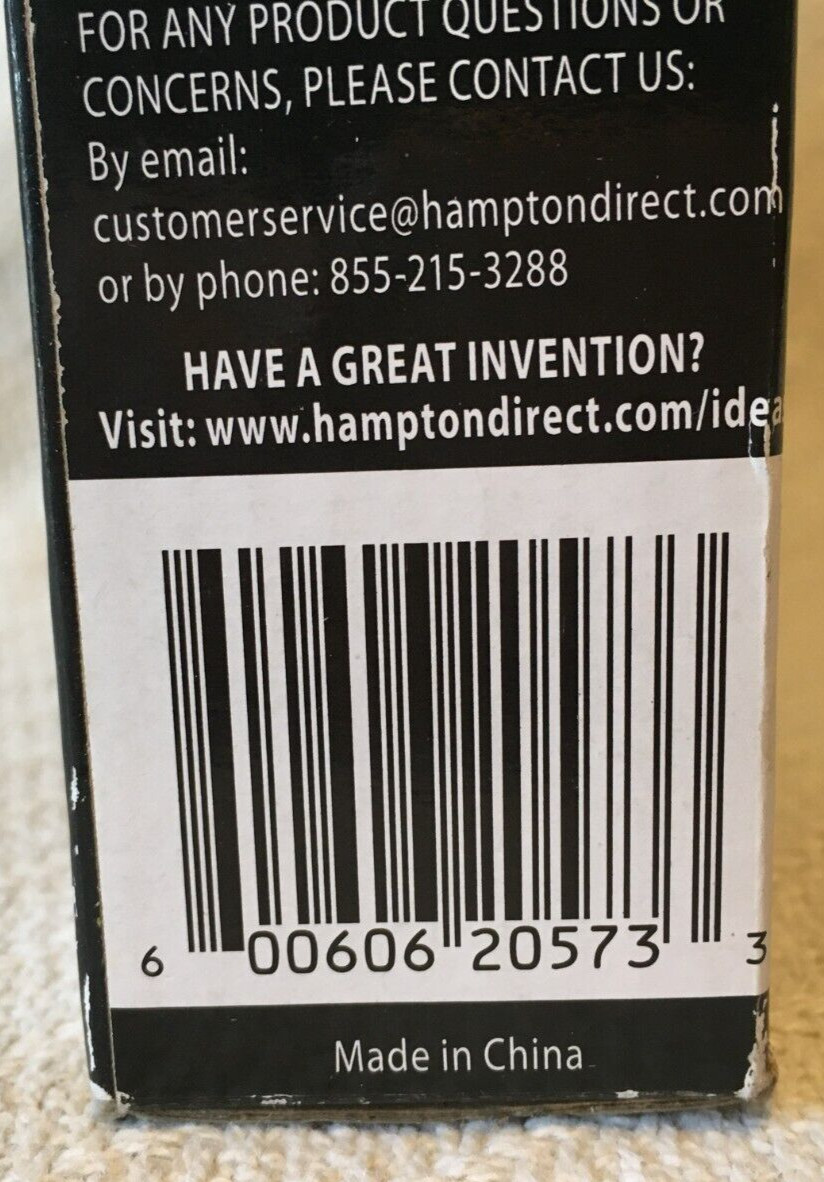 FOR ANY PRODUCT QUESTIONS OR
CONCERNS, PLEASE CONTACT US:
By email:
customerservice@hamptondirect.com
or by phone: 855-215-3288
HAVE A GREAT INVENTION?
Visit: www.hamptondirect.com/idea
6 00606 20573 3
Made in China